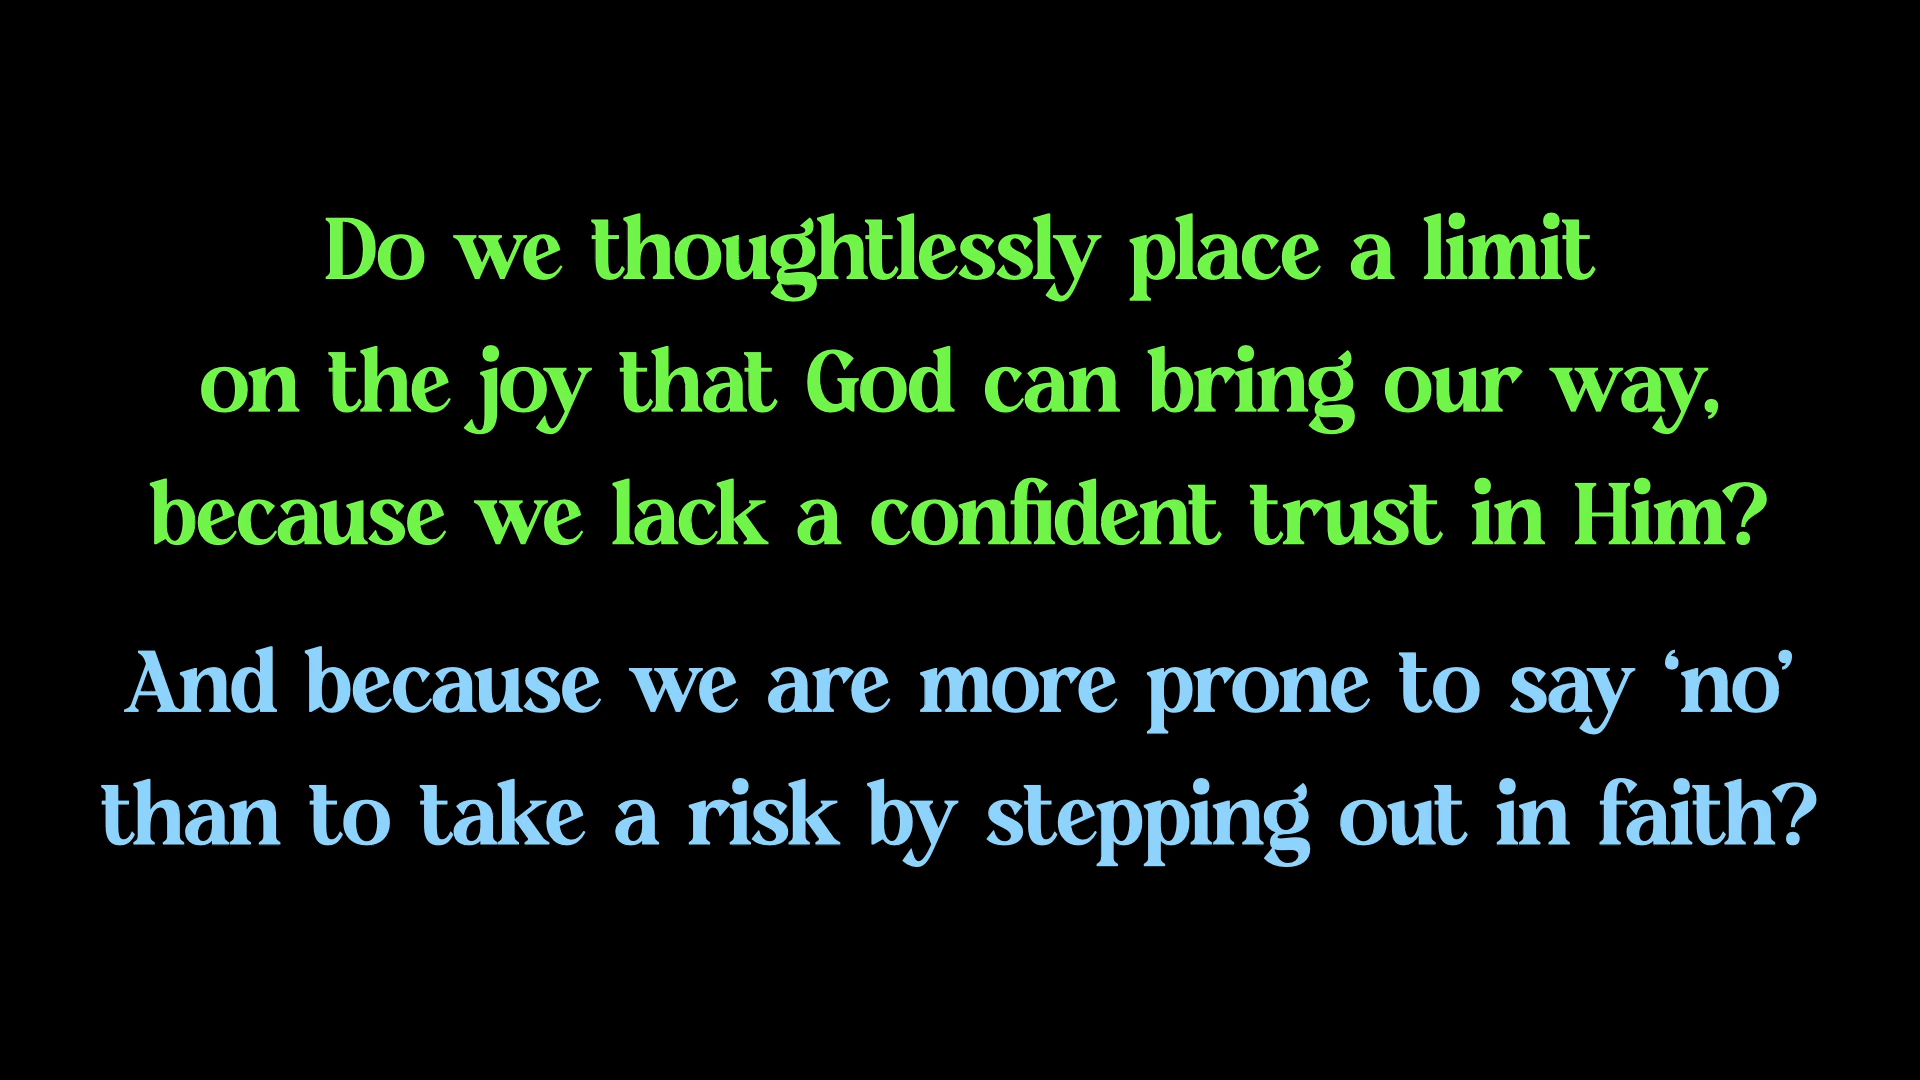 Do we thoughtlessly place a limit
on the joy that God can bring our way,
because we lack a confident trust in Him?
And because we are more prone to say ‘no’
than to take a risk by stepping out in faith?